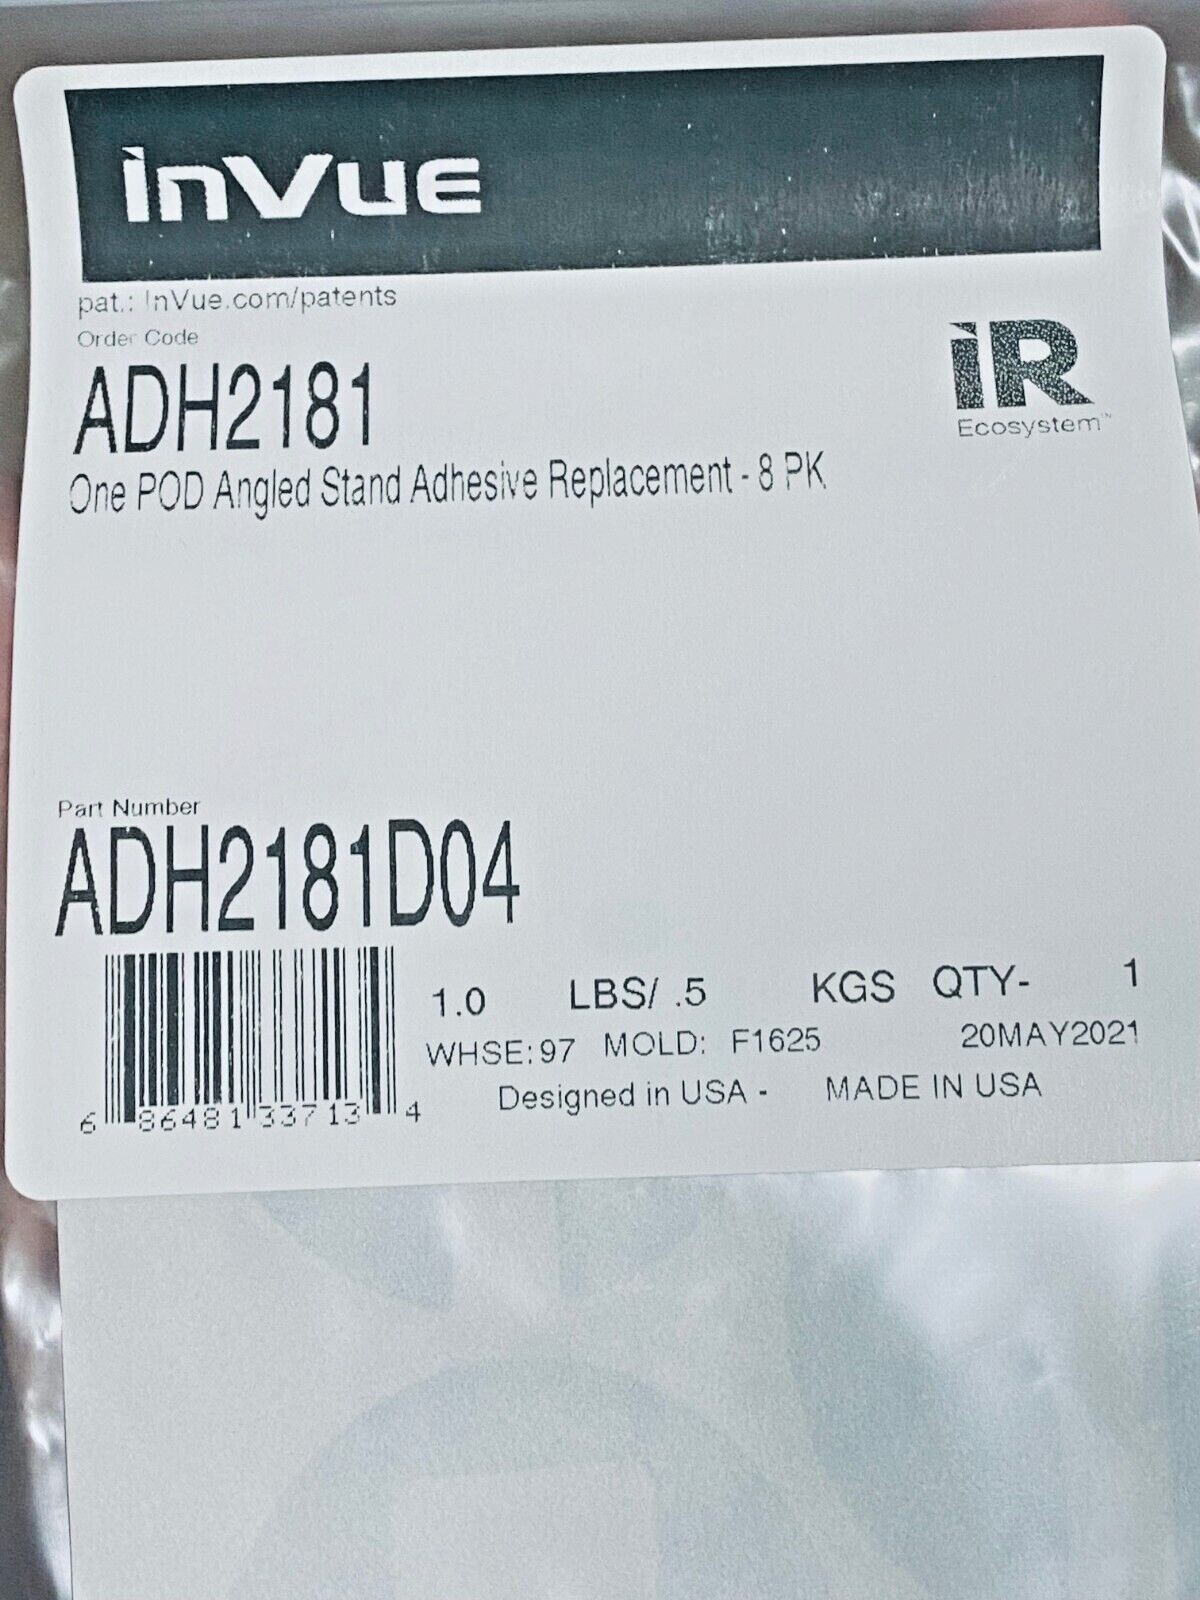 inVue
pat.: InVue.com/patents
Order Code
ADH2181
One POD Angled Stand Adhesive Replacement - 8 PK
iR
Ecosystem™
Part Number
ADH2181D04
1.0 LBS/ .5 KGS QTY- 1
WHSE: 97 MOLD: F1625 20MAY2021
Designed in USA - MADE IN USA
6 86481 33713 4